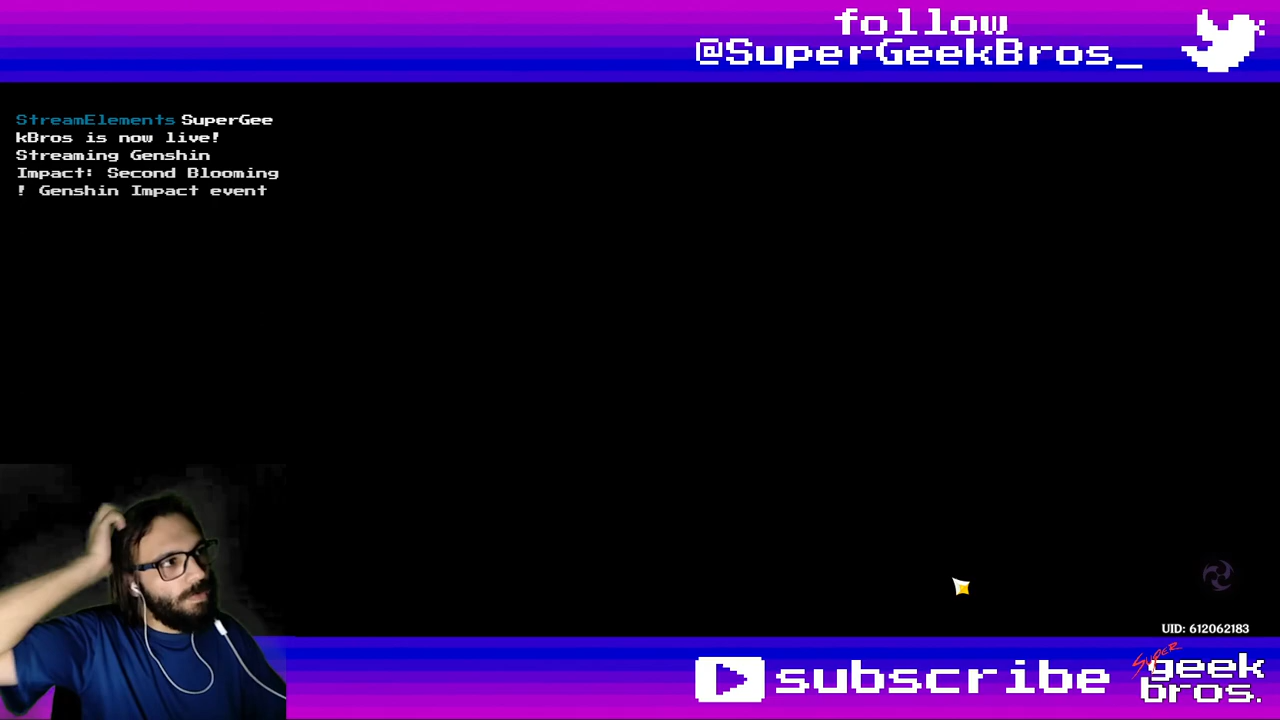 follow
@SuperGeekBros_
StreamElements SuperGee
kBros is now live!
Streaming Genshin
Impact: Second Blooming
! Genshin Impact event
UID: 612062183
subscribe
SUPER
geek
bros.